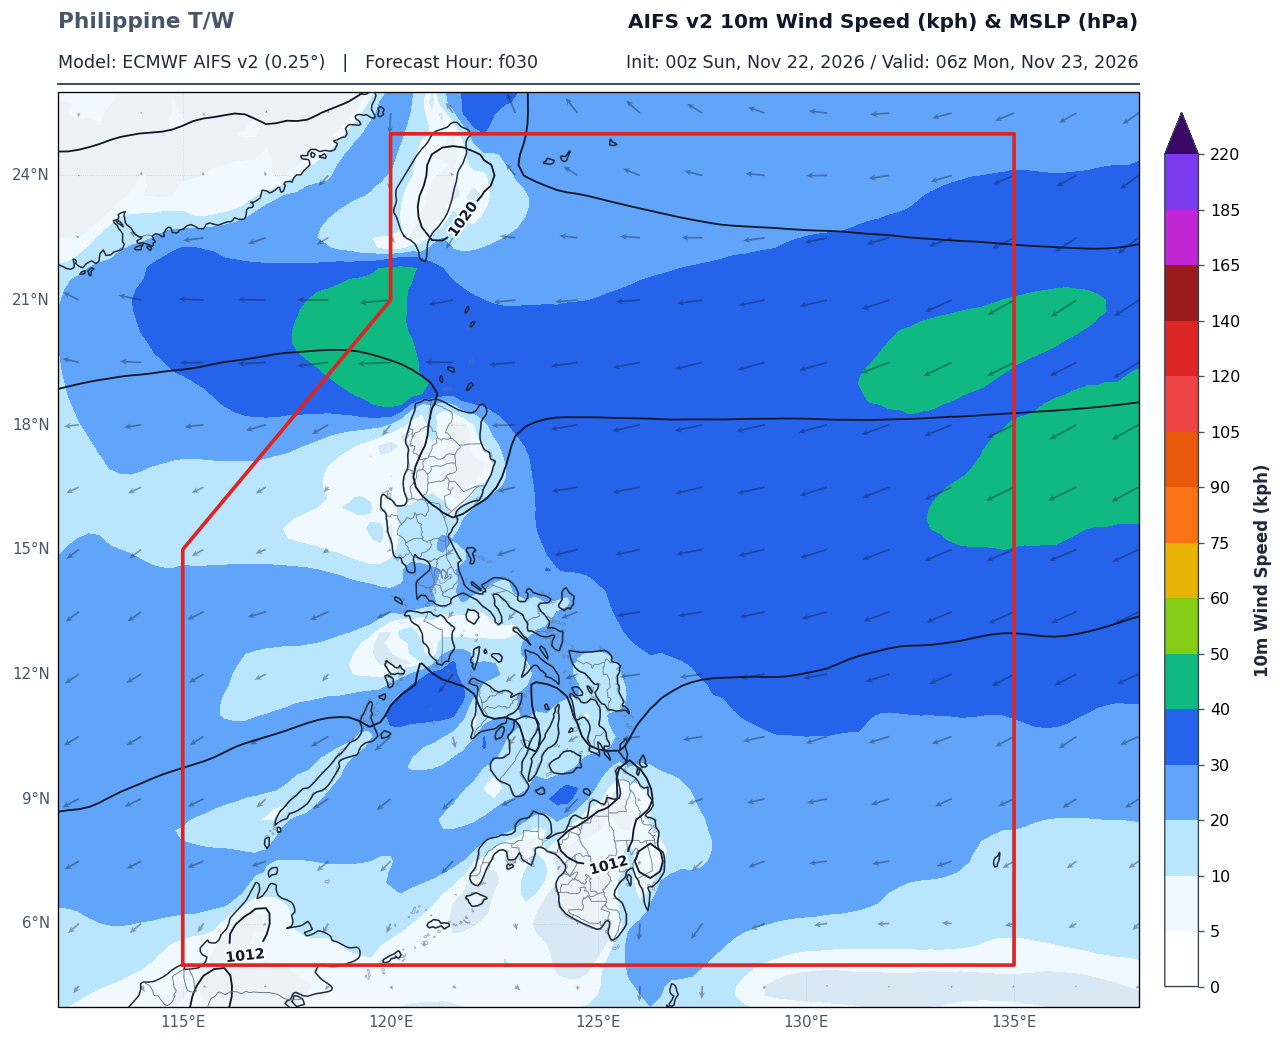 Philippine T/W
AIFS v2 10m Wind Speed (kph) & MSLP (hPa)
Model: ECMWF AIFS v2 (0.25°) | Forecast Hour: f030
Init: 00z Sun, Nov 22, 2026 / Valid: 06z Mon, Nov 23, 2026
24°N
21°N
18°N
15°N
12°N
9°N
6°N
1020
1012
1012
115°E
120°E
125°E
130°E
135°E
220
185
165
140
120
105
90
75
60
50
40
30
20
10
5
0
10m Wind Speed (kph)